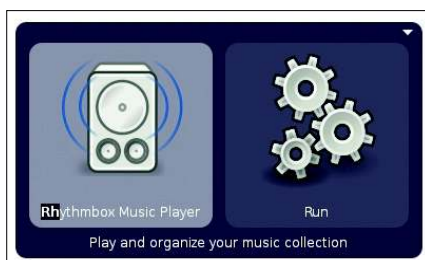 Rhythmbox Music Player
Run
Play and organize your music collection